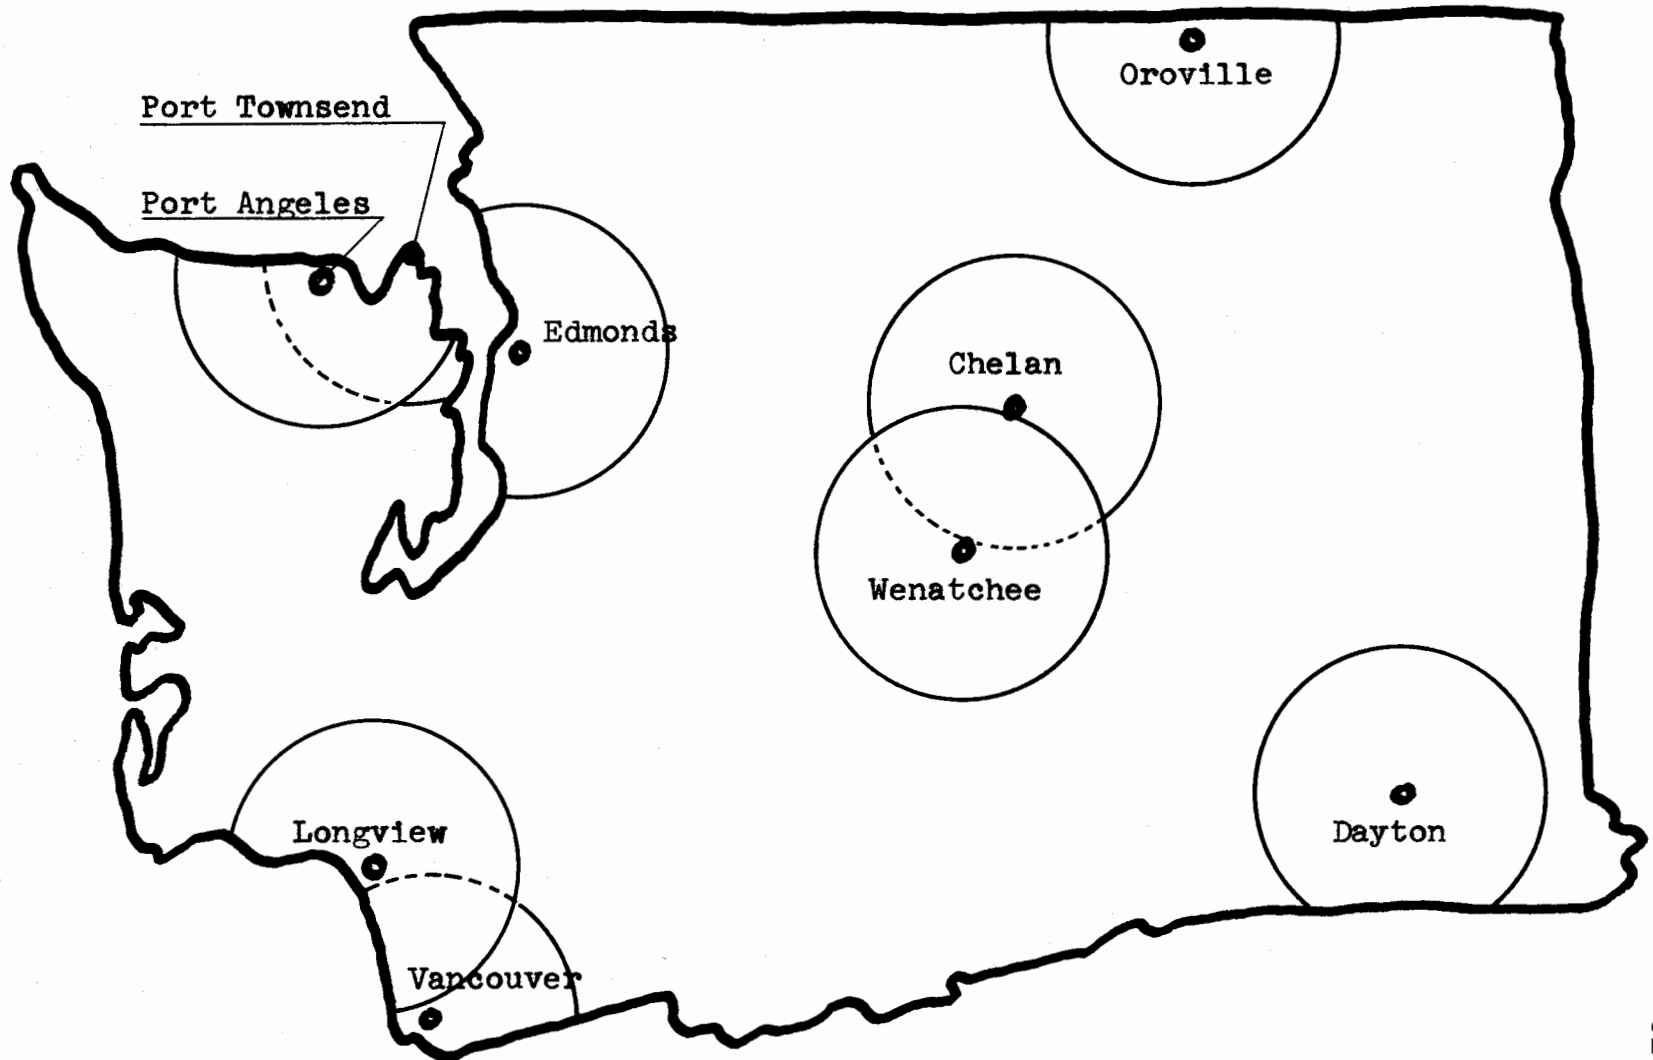 Oroville
Port Townsend
Port Angeles
Edmonds
Chelan
Wenatchee
Longview
Dayton
Vancouver